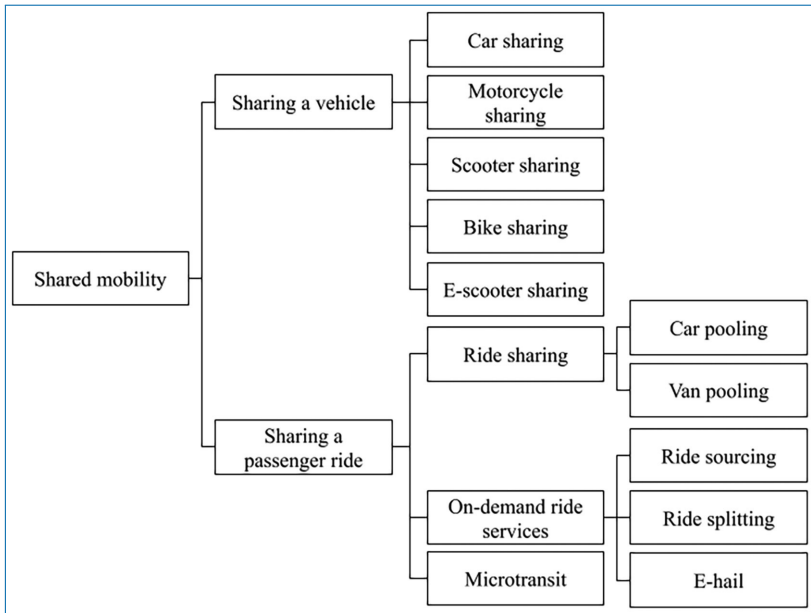 Shared mobility
Sharing a vehicle
Car sharing
Motorcycle
sharing
Scooter sharing
Bike sharing
E-scooter sharing
Sharing a
passenger ride
Ride sharing
Car pooling
Van pooling
On-demand ride
services
Ride sourcing
Ride splitting
E-hail
Microtransit